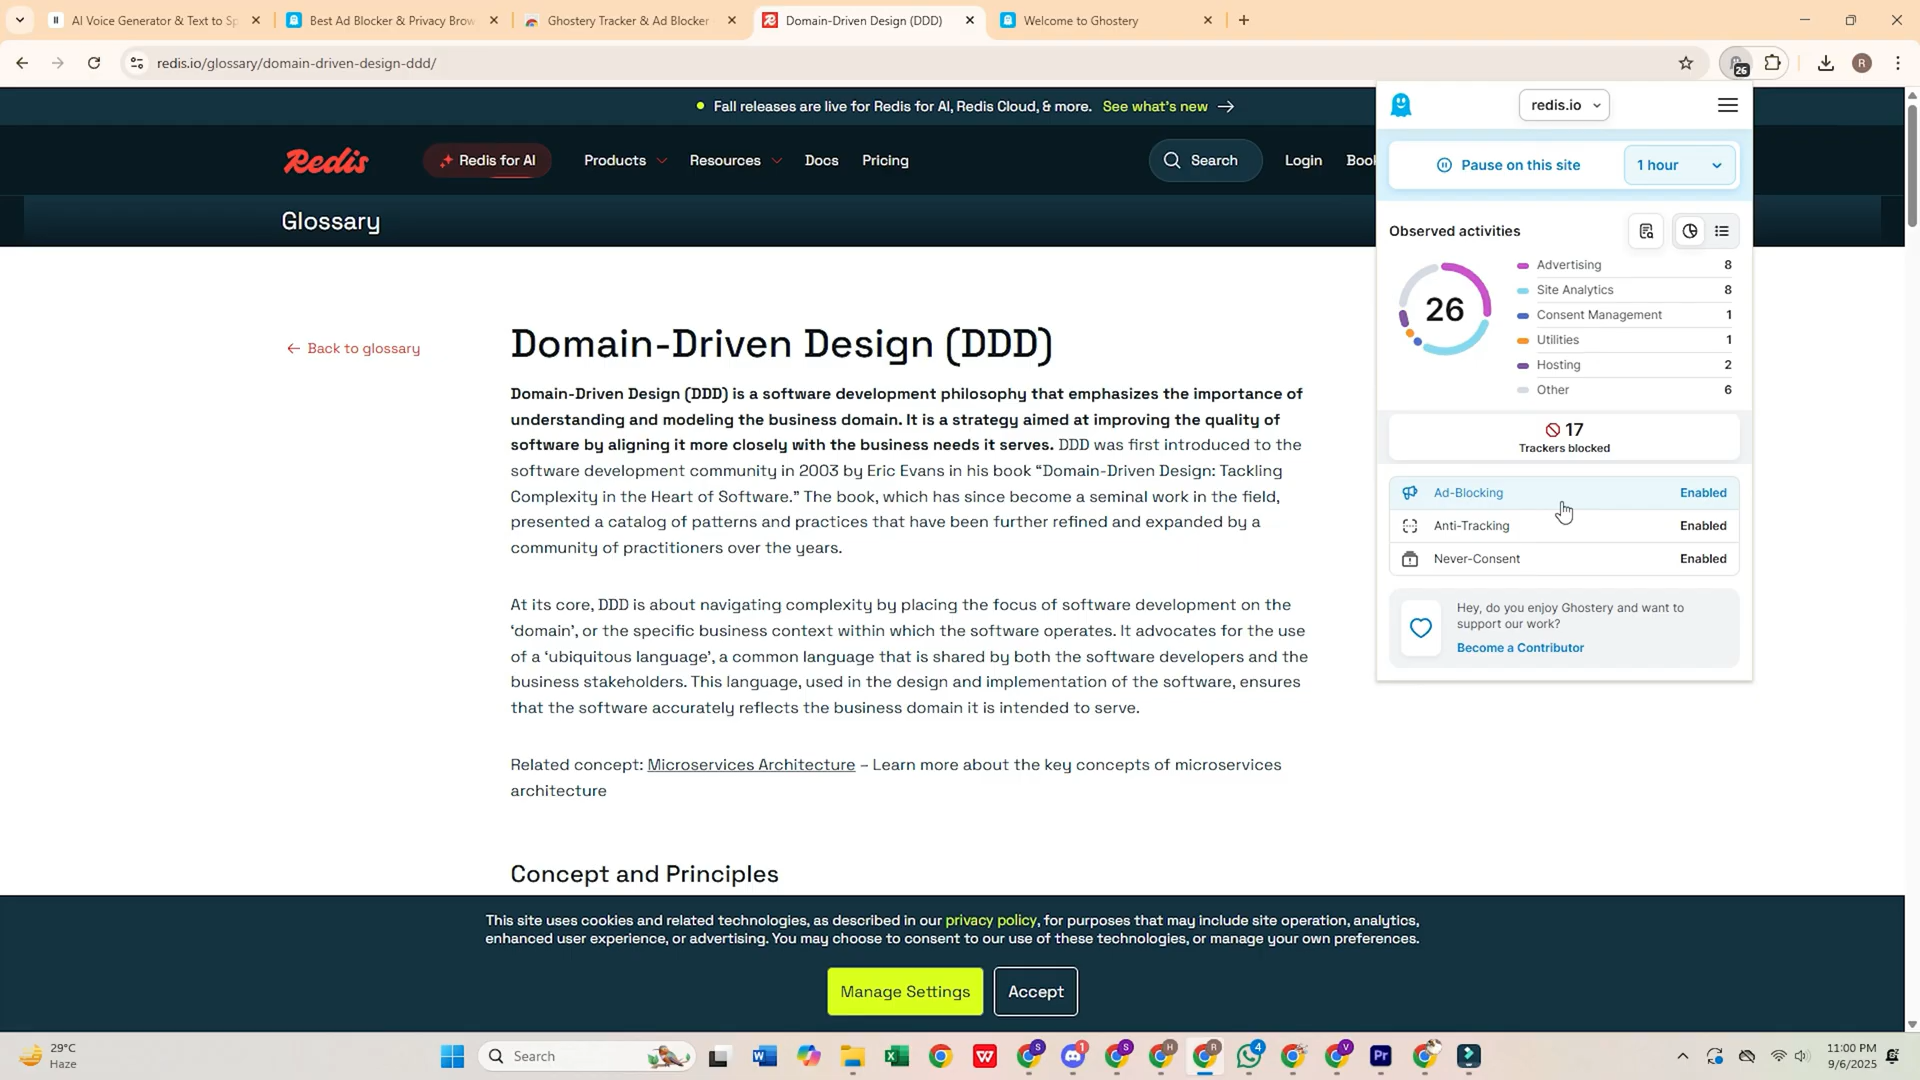 AI Voice Generator & Text to Sp
Best Ad Blocker & Privacy Brow
Ghostery Tracker & Ad Blocker
Domain-Driven Design (DDD)
Welcome to Ghostery
redis.io/glossary/domain-driven-design-ddd/
26
R
Fall releases are live for Redis for AI, Redis Cloud, & more. See what's new →
Redis
Redis for AI
Products
Resources
Docs
Pricing
Search
Login
Book
Glossary
← Back to glossary
Domain-Driven Design (DDD)
Domain-Driven Design (DDD) is a software development philosophy that emphasizes the importance of
understanding and modeling the business domain. It is a strategy aimed at improving the quality of
software by aligning it more closely with the business needs it serves. DDD was first introduced to the
software development community in 2003 by Eric Evans in his book “Domain-Driven Design: Tackling
Complexity in the Heart of Software.” The book, which has since become a seminal work in the field,
presented a catalog of patterns and practices that have been further refined and expanded by a
community of practitioners over the years.
At its core, DDD is about navigating complexity by placing the focus of software development on the
‘domain’, or the specific business context within which the software operates. It advocates for the use
of a ‘ubiquitous language’, a common language that is shared by both the software developers and the
business stakeholders. This language, used in the design and implementation of the software, ensures
that the software accurately reflects the business domain it is intended to serve.
Related concept: Microservices Architecture – Learn more about the key concepts of microservices
architecture
Concept and Principles
redis.io
Pause on this site
1 hour
Observed activities
26
Advertising 8
Site Analytics 8
Consent Management 1
Utilities 1
Hosting 2
Other 6
17
Trackers blocked
Ad-Blocking Enabled
Anti-Tracking Enabled
Never-Consent Enabled
Hey, do you enjoy Ghostery and want to
support our work?
Become a Contributor
This site uses cookies and related technologies, as described in our privacy policy, for purposes that may include site operation, analytics,
enhanced user experience, or advertising. You may choose to consent to our use of these technologies, or manage your own preferences.
Manage Settings
Accept
29°C
Haze
Search
S
1
S
H
R
4
V
Pr
11:00 PM
9/6/2025